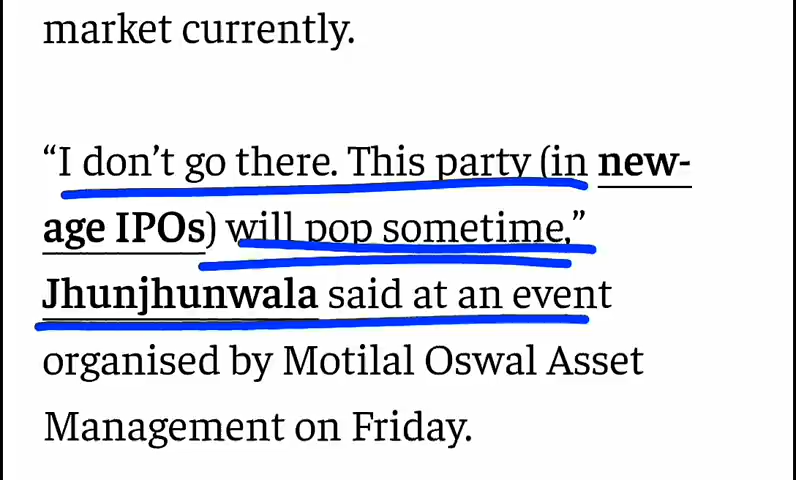 market currently.
“I don’t go there. This party (in new-
age IPOs) will pop sometime,”
Jhunjhunwala said at an event
organised by Motilal Oswal Asset
Management on Friday.